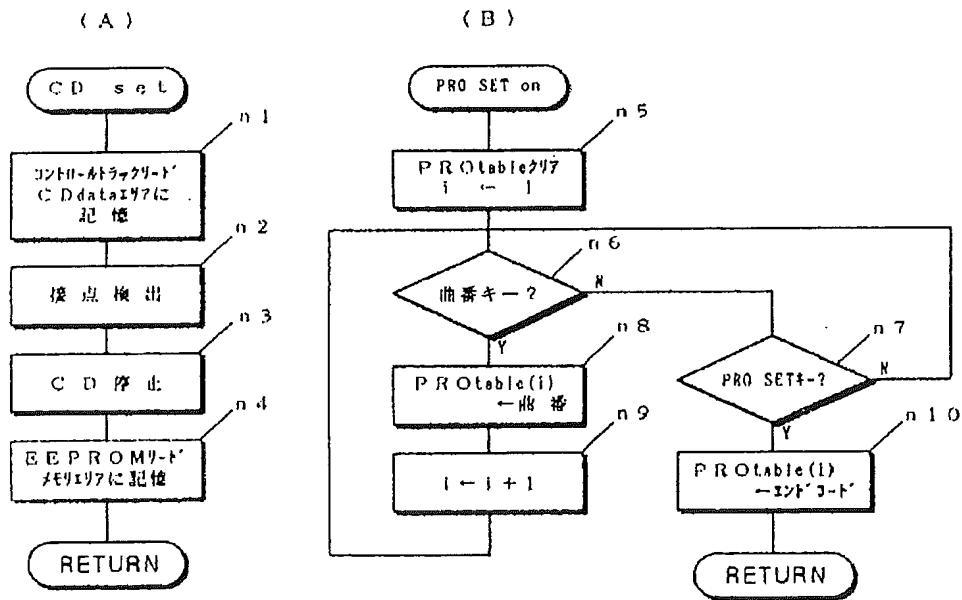 (A)
CD set
n1
コントロールトラックリード
CDdataエリアに
記憶
n2
接点検出
n3
CD停止
n4
EEPROMリード
メモリエリアに記憶
RETURN
(B)
PRO SET on
n5
PROtableクリア
i ← 1
n6
曲番キー?
N
Y
n8
PROtable(i)
←曲番
n9
i ← i + 1
n7
PRO SETキー?
N
Y
n10
PROtable(i)
←エンドコード
RETURN